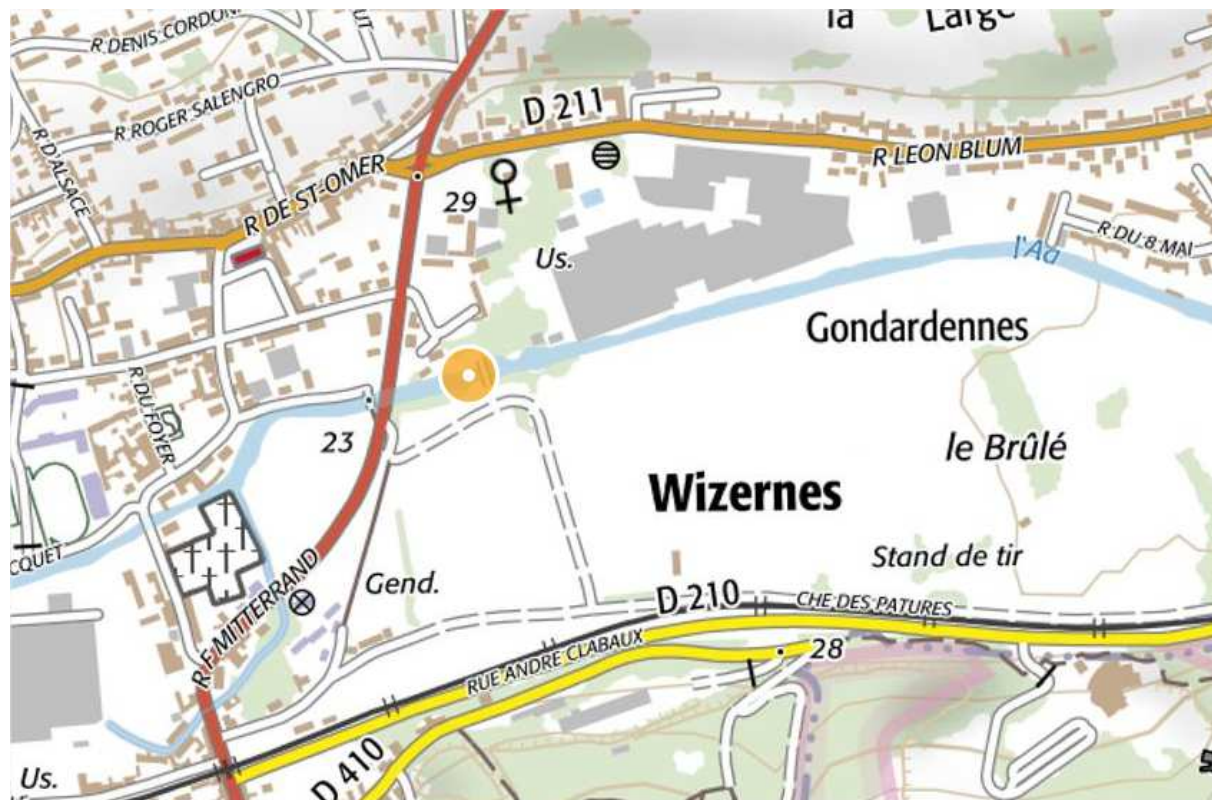 la Large
R DENIS CORDON
UT
D 211
R ROGER SALENGRO
R LEON BLUM
R D'ALSACE
R DE ST-OMER
29
R DU 8 MAI
l'Aa
Us.
Gondardennes
R DU FOYER
23
le Brûlé
Wizernes
CQUET
Stand de tir
Gend.
D 210
CHE DES PATURES
R F MITTERRAND
RUE ANDRE CLABAUX
28
Us.
D 410